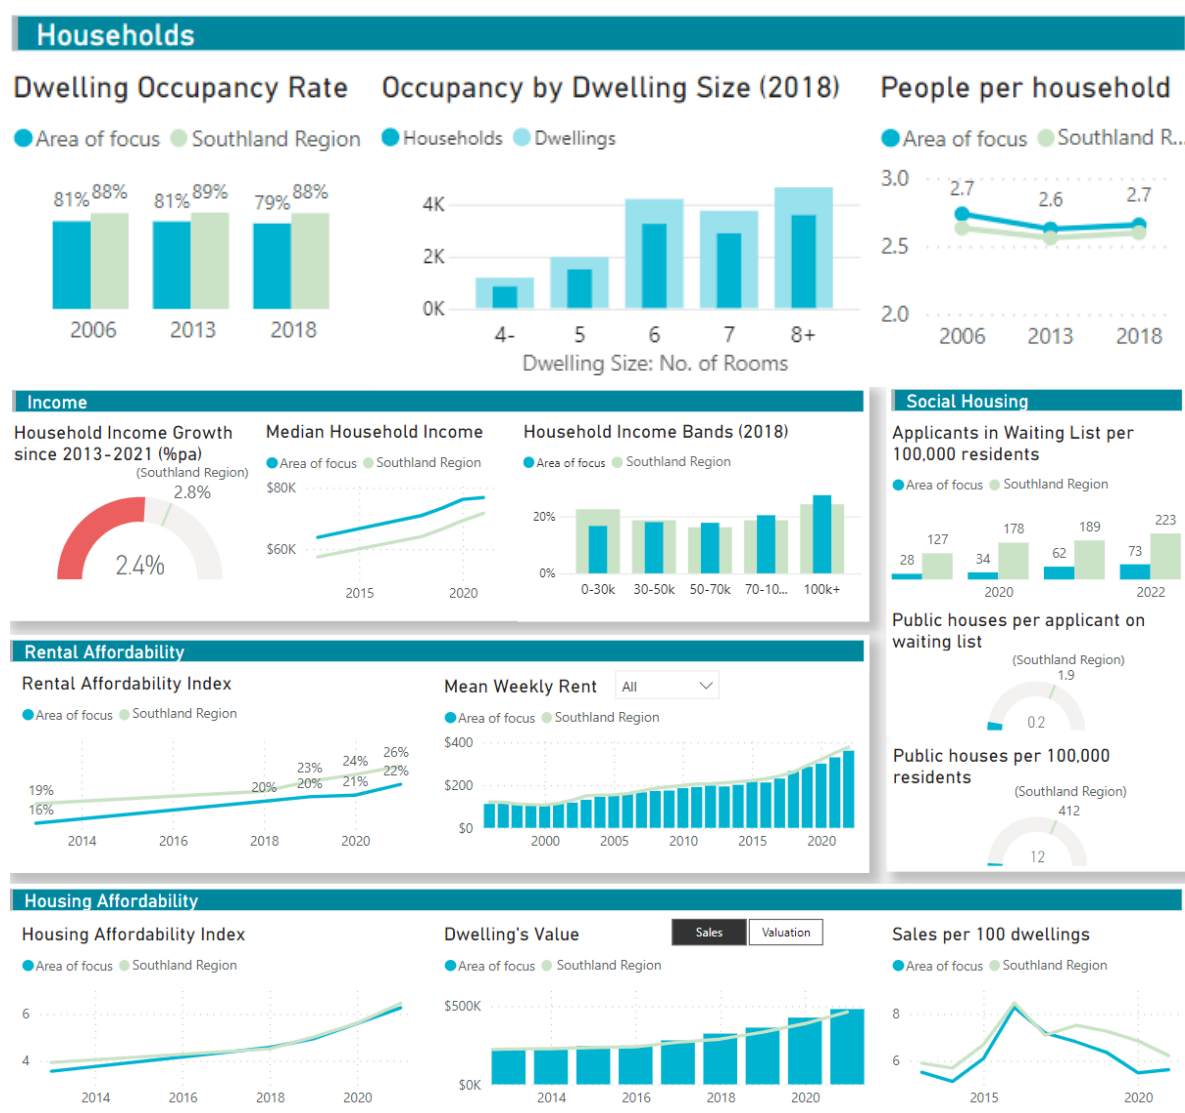 Households
Dwelling Occupancy Rate
Area of focus Southland Region
81% 88% 81% 89% 79% 88%
2006 2013 2018
Occupancy by Dwelling Size (2018)
Households Dwellings
4K
2K
0K
4- 5 6 7 8+
Dwelling Size: No. of Rooms
People per household
Area of focus Southland R...
3.0
2.7 2.6 2.7
2.5
2.0
2006 2013 2018
Income
Household Income Growth
since 2013-2021 (%pa)
(Southland Region)
2.8%
2.4%
Median Household Income
Area of focus Southland Region
$80K
$60K
2015 2020
Household Income Bands (2018)
Area of focus Southland Region
20%
0%
0-30k 30-50k 50-70k 70-10... 100k+
Social Housing
Applicants in Waiting List per
100,000 residents
Area of focus Southland Region
28 127 34 178 62 189 73 223
2020 2022
Public houses per applicant on
waiting list
(Southland Region)
1.9
0.2
Public houses per 100,000
residents
(Southland Region)
412
12
Rental Affordability
Rental Affordability Index
Area of focus Southland Region
19% 23% 24% 26%
16% 20% 20% 21% 22%
2014 2016 2018 2020
Mean Weekly Rent All
Area of focus Southland Region
$400
$200
$0
2000 2005 2010 2015 2020
Housing Affordability
Housing Affordability Index
Area of focus Southland Region
6
4
2014 2016 2018 2020
Dwelling's Value Sales Valuation
Area of focus Southland Region
$500K
$0K
2014 2016 2018 2020
Sales per 100 dwellings
Area of focus Southland Region
8
6
2015 2020